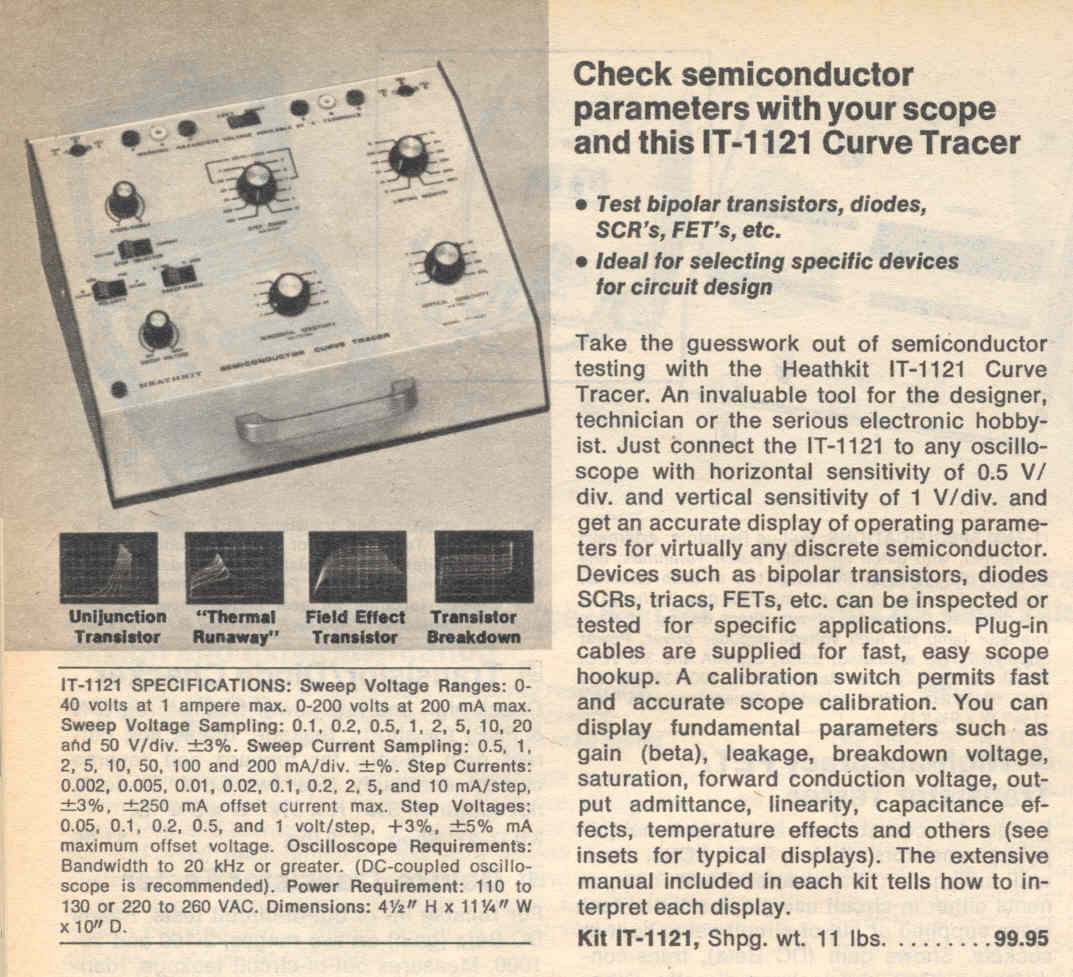 Check semiconductor
parameters with your scope
and this IT-1121 Curve Tracer
● Test bipolar transistors, diodes,
SCR's, FET's, etc.
● Ideal for selecting specific devices
for circuit design
Take the guesswork out of semiconductor
testing with the Heathkit IT-1121 Curve
Tracer. An invaluable tool for the designer,
technician or the serious electronic hobby-
ist. Just connect the IT-1121 to any oscillo-
scope with horizontal sensitivity of 0.5 V/
div. and vertical sensitivity of 1 V/div. and
get an accurate display of operating parame-
ters for virtually any discrete semiconductor.
Devices such as bipolar transistors, diodes
SCRs, triacs, FETs, etc. can be inspected or
tested for specific applications. Plug-in
cables are supplied for fast, easy scope
hookup. A calibration switch permits fast
and accurate scope calibration. You can
display fundamental parameters such as
gain (beta), leakage, breakdown voltage,
saturation, forward conduction voltage, out-
put admittance, linearity, capacitance ef-
fects, temperature effects and others (see
insets for typical displays). The extensive
manual included in each kit tells how to in-
terpret each display.
Kit IT-1121, Shpg. wt. 11 lbs. .........99.95
HEATHKIT SEMICONDUCTOR CURVE TRACER
Unijunction
Transistor
"Thermal
Runaway"
Field Effect
Transistor
Transistor
Breakdown
IT-1121 SPECIFICATIONS: Sweep Voltage Ranges: 0-
40 volts at 1 ampere max. 0-200 volts at 200 mA max.
Sweep Voltage Sampling: 0.1, 0.2, 0.5, 1, 2, 5, 10, 20
and 50 V/div. ±3%. Sweep Current Sampling: 0.5, 1,
2, 5, 10, 50, 100 and 200 mA/div. ±%. Step Currents:
0.002, 0.005, 0.01, 0.02, 0.1, 0.2, 2, 5, and 10 mA/step,
±3%, ±250 mA offset current max. Step Voltages:
0.05, 0.1, 0.2, 0.5, and 1 volt/step, +3%, ±5% mA
maximum offset voltage. Oscilloscope Requirements:
Bandwidth to 20 kHz or greater. (DC-coupled oscillo-
scope is recommended). Power Requirement: 110 to
130 or 220 to 260 VAC. Dimensions: 4½" H x 11¼" W
x 10" D.